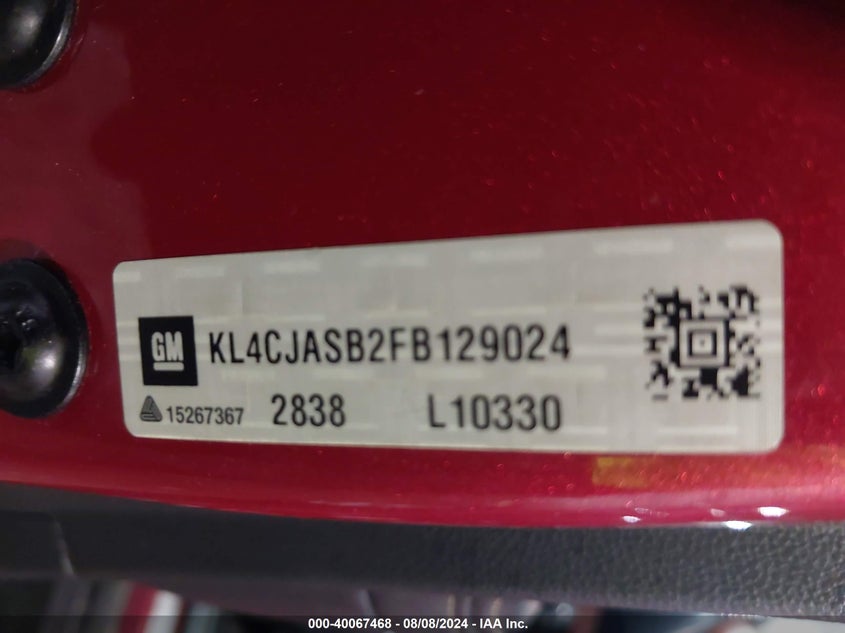 GM KL4CJASB2FB129024
15267367 2838 L10330
000-40067468 - 08/08/2024 - IAA Inc.